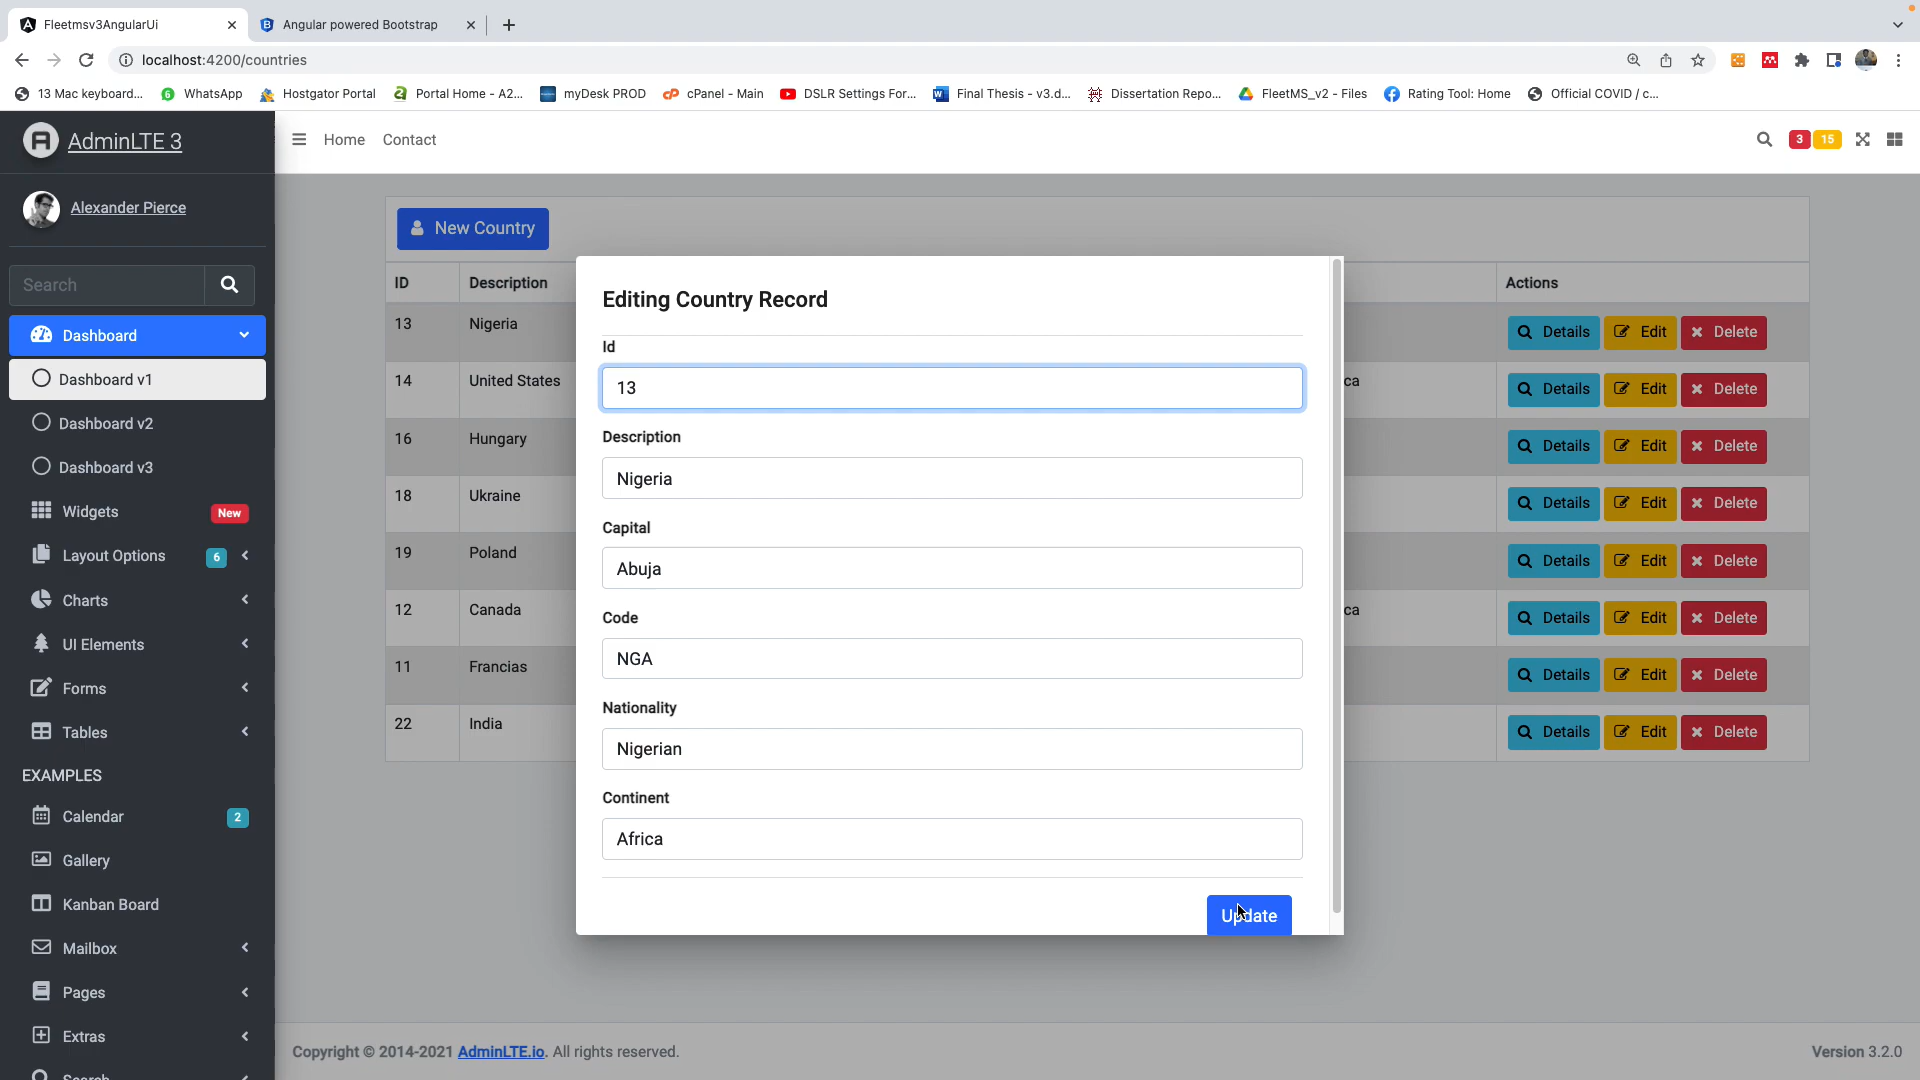 Fleetmsv3AngularUi
Angular powered Bootstrap
localhost:4200/countries
13 Mac keyboard...
WhatsApp
Hostgator Portal
Portal Home - A2...
myDesk PROD
cPanel - Main
DSLR Settings For...
Final Thesis - v3.d...
Dissertation Repo...
FleetMS_v2 - Files
Rating Tool: Home
Official COVID / c...
AdminLTE 3
Home
Contact
3
15
Alexander Pierce
Search
Dashboard
Dashboard v1
Dashboard v2
Dashboard v3
Widgets
New
Layout Options
6
Charts
UI Elements
Forms
Tables
EXAMPLES
Calendar
2
Gallery
Kanban Board
Mailbox
Pages
Extras
Search
New Country
ID
Description
Actions
13
Nigeria
Details
Edit
Delete
14
United States
ca
Details
Edit
Delete
16
Hungary
Details
Edit
Delete
18
Ukraine
Details
Edit
Delete
19
Poland
Details
Edit
Delete
12
Canada
ca
Details
Edit
Delete
11
Francias
Details
Edit
Delete
22
India
Details
Edit
Delete
Editing Country Record
Id
13
Description
Nigeria
Capital
Abuja
Code
NGA
Nationality
Nigerian
Continent
Africa
Update
Copyright © 2014-2021 AdminLTE.io. All rights reserved.
Version 3.2.0